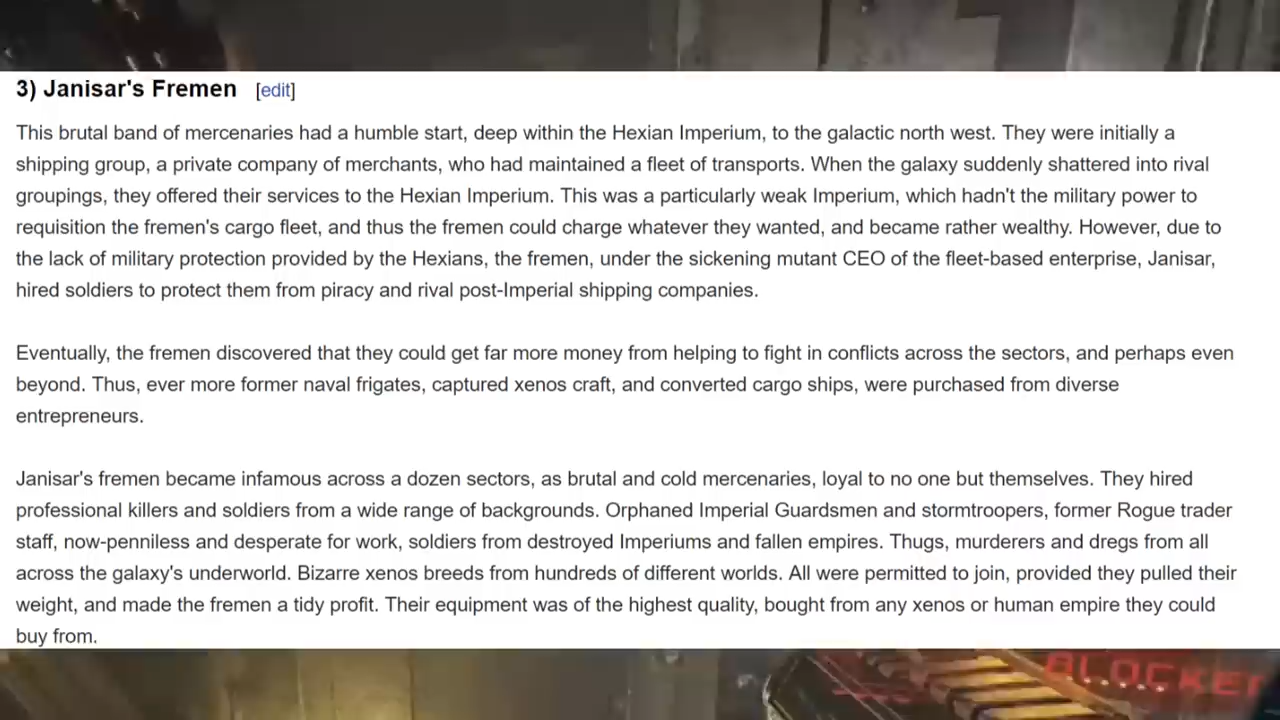 3) Janisar's Fremen [edit]
This brutal band of mercenaries had a humble start, deep within the Hexian Imperium, to the galactic north west. They were initially a
shipping group, a private company of merchants, who had maintained a fleet of transports. When the galaxy suddenly shattered into rival
groupings, they offered their services to the Hexian Imperium. This was a particularly weak Imperium, which hadn't the military power to
requisition the fremen's cargo fleet, and thus the fremen could charge whatever they wanted, and became rather wealthy. However, due to
the lack of military protection provided by the Hexians, the fremen, under the sickening mutant CEO of the fleet-based enterprise, Janisar,
hired soldiers to protect them from piracy and rival post-Imperial shipping companies.
Eventually, the fremen discovered that they could get far more money from helping to fight in conflicts across the sectors, and perhaps even
beyond. Thus, ever more former naval frigates, captured xenos craft, and converted cargo ships, were purchased from diverse
entrepreneurs.
Janisar's fremen became infamous across a dozen sectors, as brutal and cold mercenaries, loyal to no one but themselves. They hired
professional killers and soldiers from a wide range of backgrounds. Orphaned Imperial Guardsmen and stormtroopers, former Rogue trader
staff, now-penniless and desperate for work, soldiers from destroyed Imperiums and fallen empires. Thugs, murderers and dregs from all
across the galaxy's underworld. Bizarre xenos breeds from hundreds of different worlds. All were permitted to join, provided they pulled their
weight, and made the fremen a tidy profit. Their equipment was of the highest quality, bought from any xenos or human empire they could
buy from.